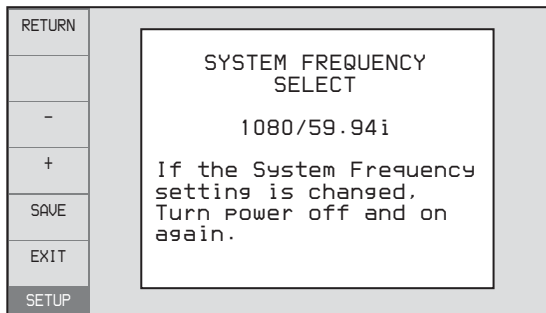 RETURN
-
+
SAVE
EXIT
SETUP
SYSTEM FREQUENCY
SELECT
1080/59.94i
If the System Frequency
setting is changed,
Turn power off and on
again.